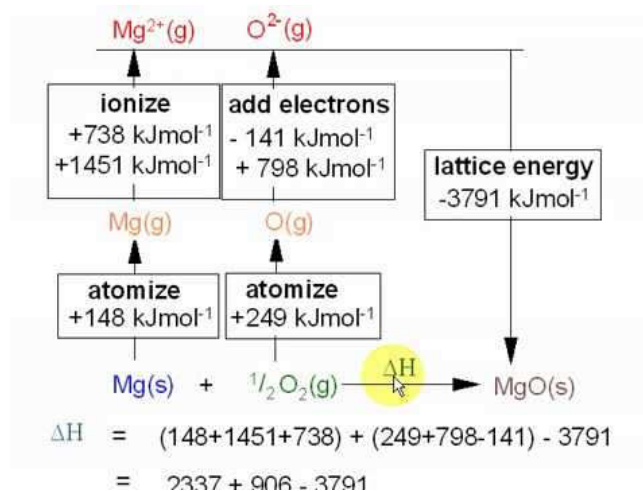 Mg²⁺(g) O²⁻(g)
ionize
+738 kJmol⁻¹
+1451 kJmol⁻¹
add electrons
- 141 kJmol⁻¹
+ 798 kJmol⁻¹
lattice energy
-3791 kJmol⁻¹
Mg(g) O(g)
atomize
+148 kJmol⁻¹
atomize
+249 kJmol⁻¹
Mg(s) + ¹/₂O₂(g) ΔH MgO(s)
ΔH = (148+1451+738) + (249+798-141) - 3791
= 2337 + 906 - 3791